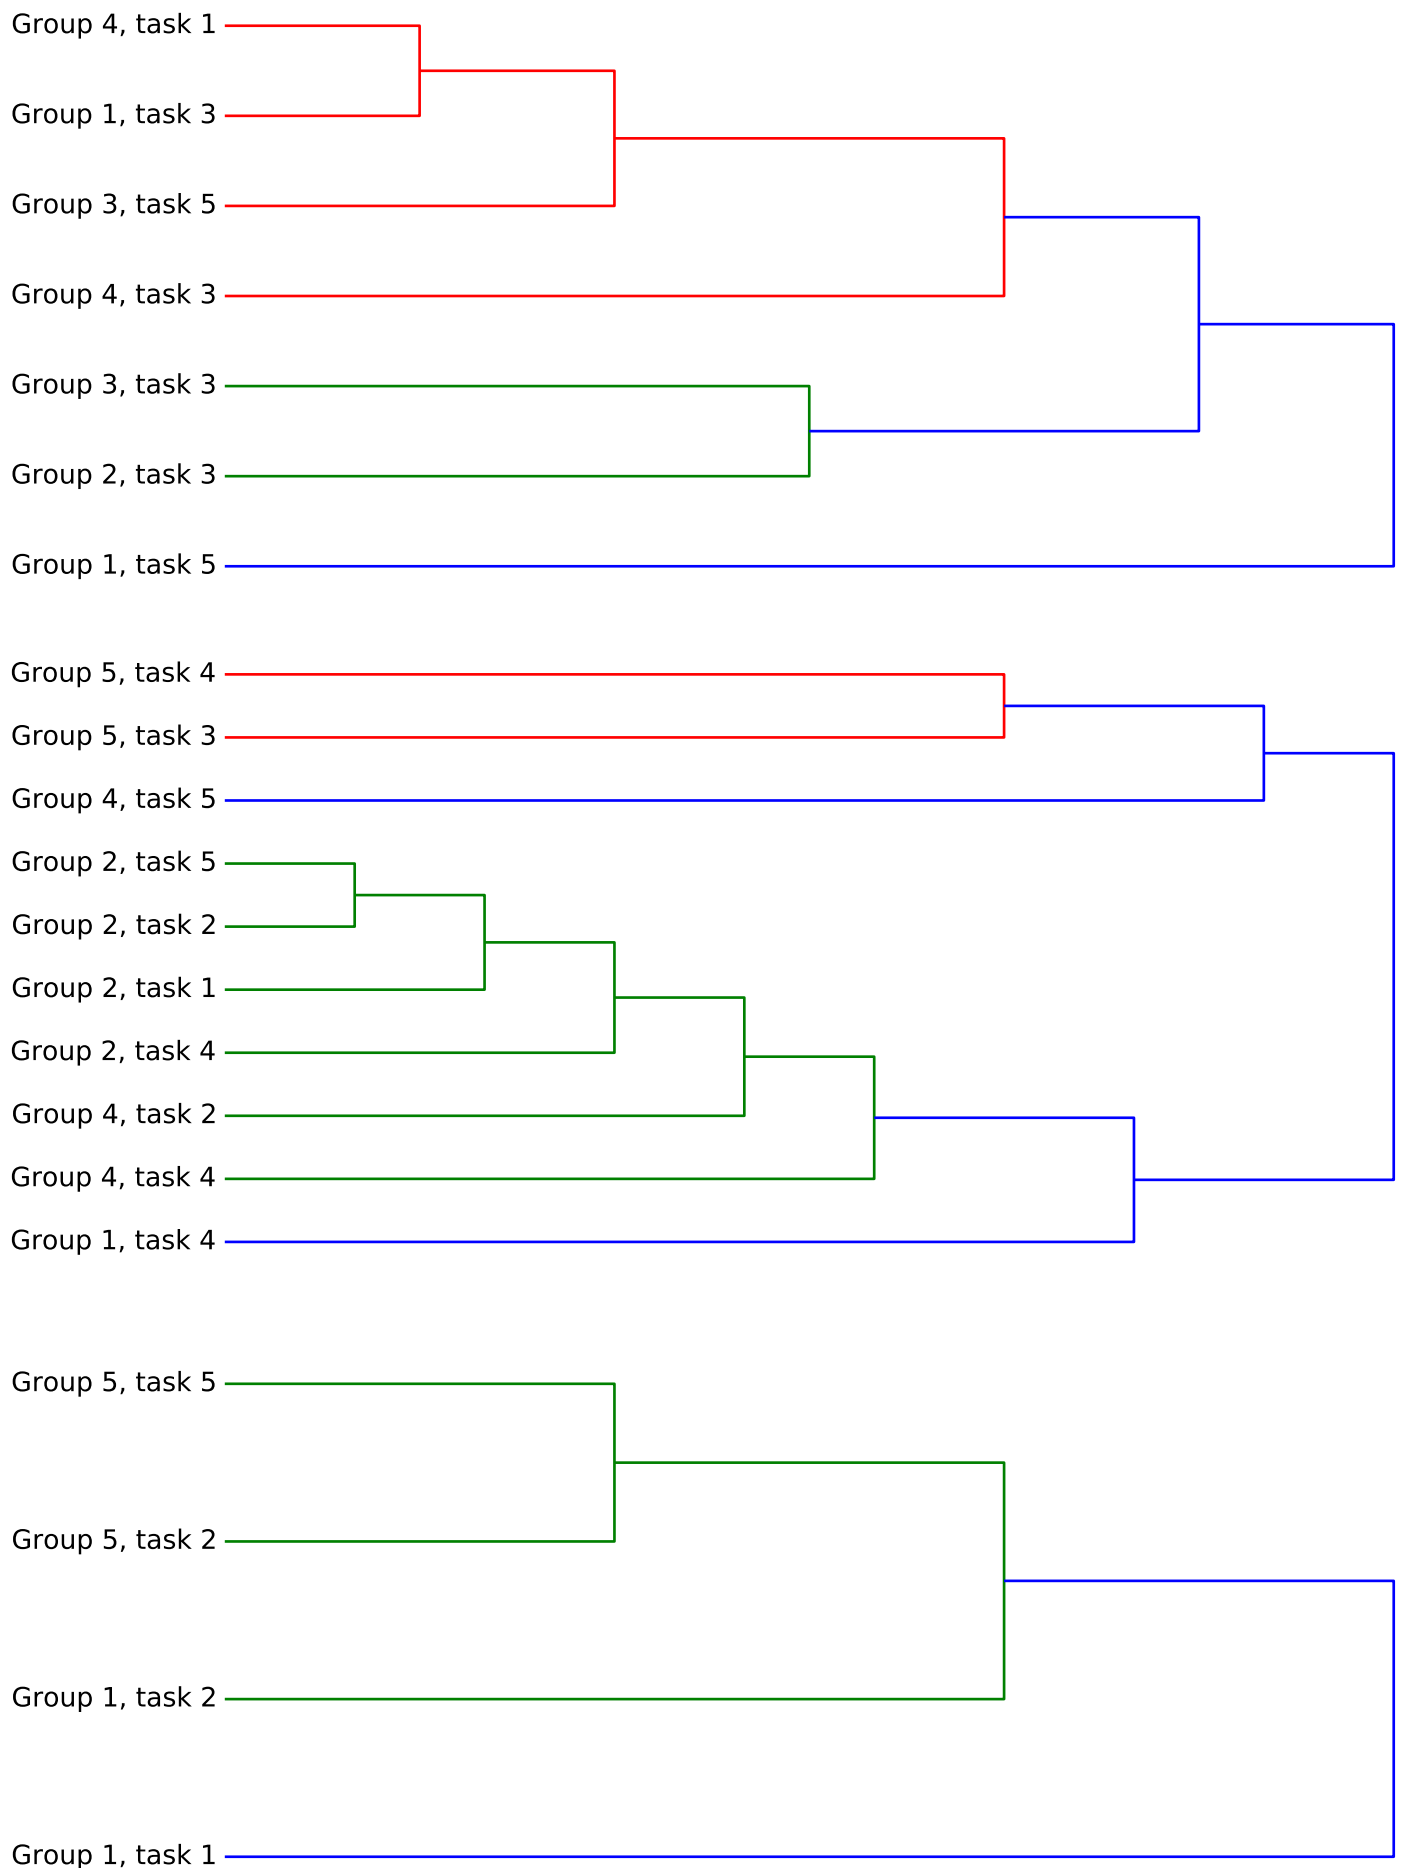 Group 4, task 1
Group 1, task 3
Group 3, task 5
Group 4, task 3
Group 3, task 3
Group 2, task 3
Group 1, task 5
Group 5, task 4
Group 5, task 3
Group 4, task 5
Group 2, task 5
Group 2, task 2
Group 2, task 1
Group 2, task 4
Group 4, task 2
Group 4, task 4
Group 1, task 4
Group 5, task 5
Group 5, task 2
Group 1, task 2
Group 1, task 1